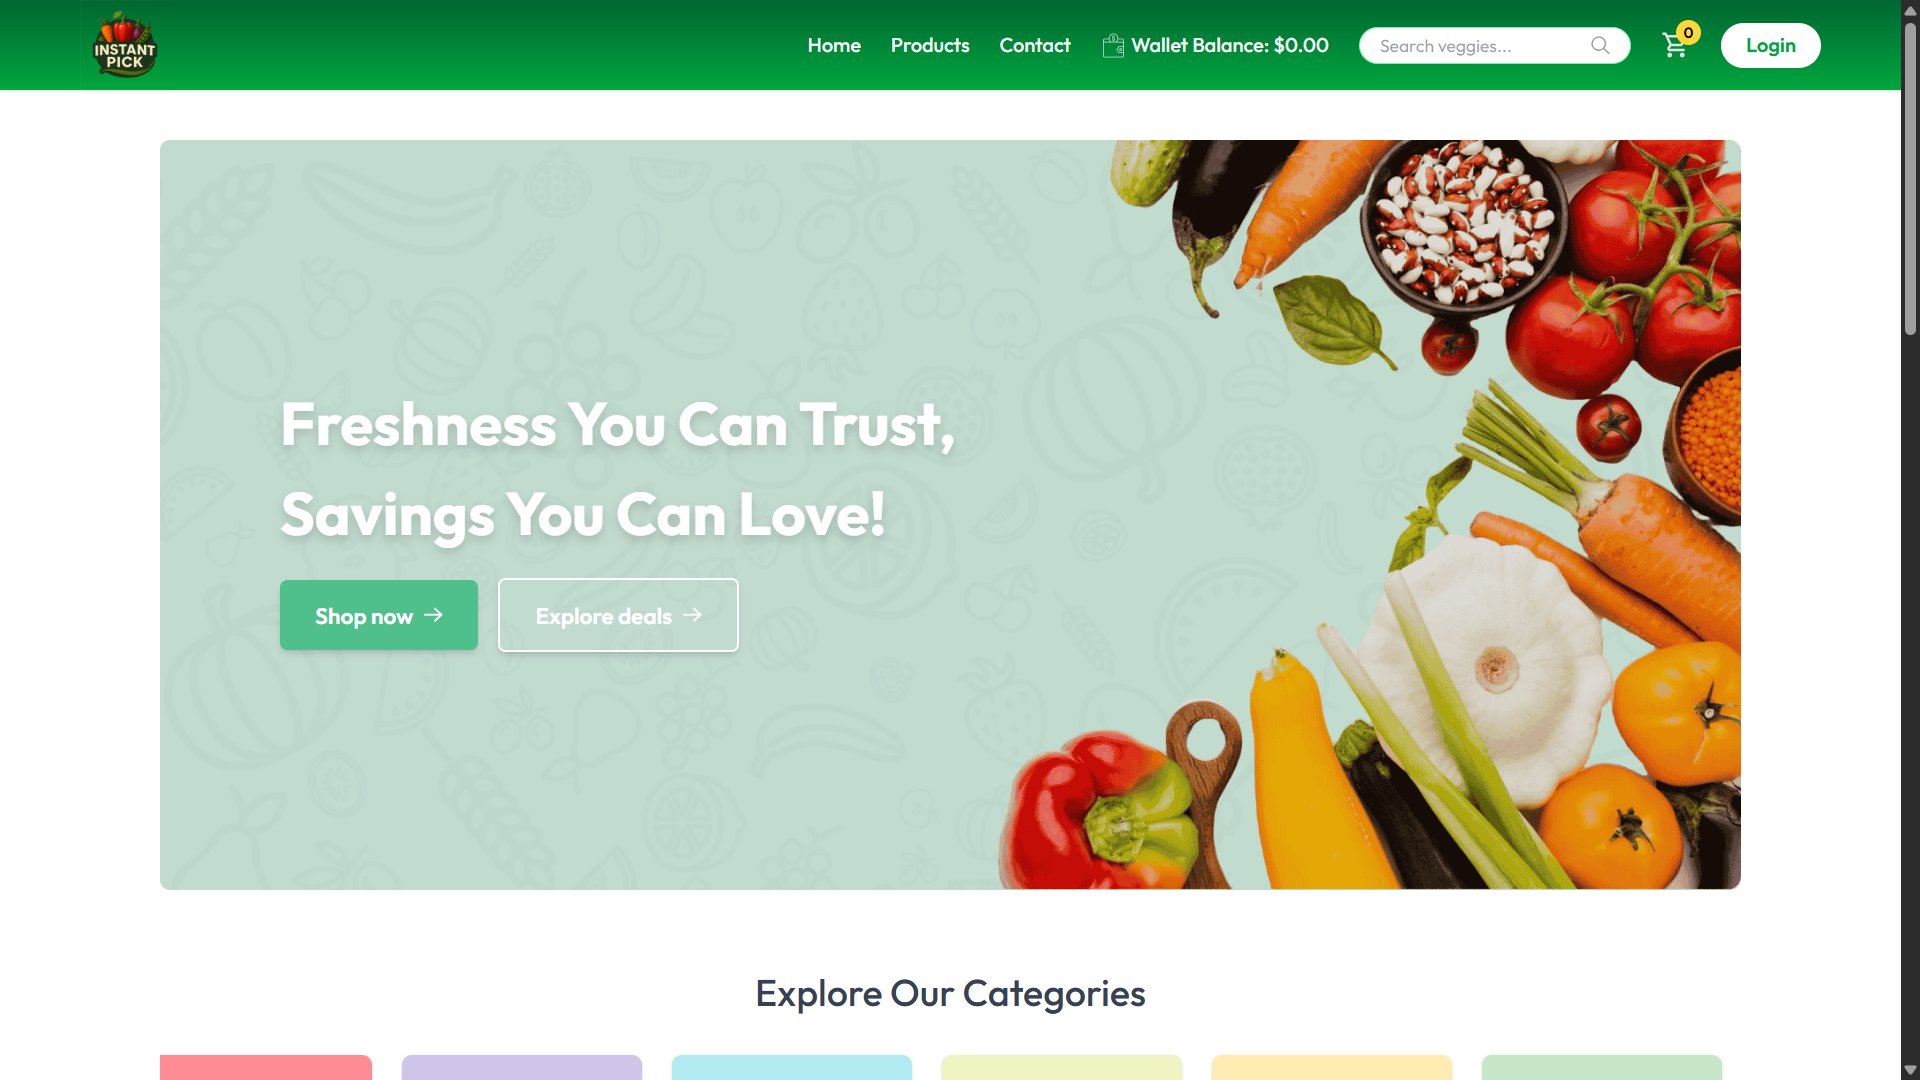 INSTANT
PICK
Home
Products
Contact
Wallet Balance: $0.00
Search veggies...
0
Login
Freshness You Can Trust,
Savings You Can Love!
Shop now
Explore deals
Explore Our Categories